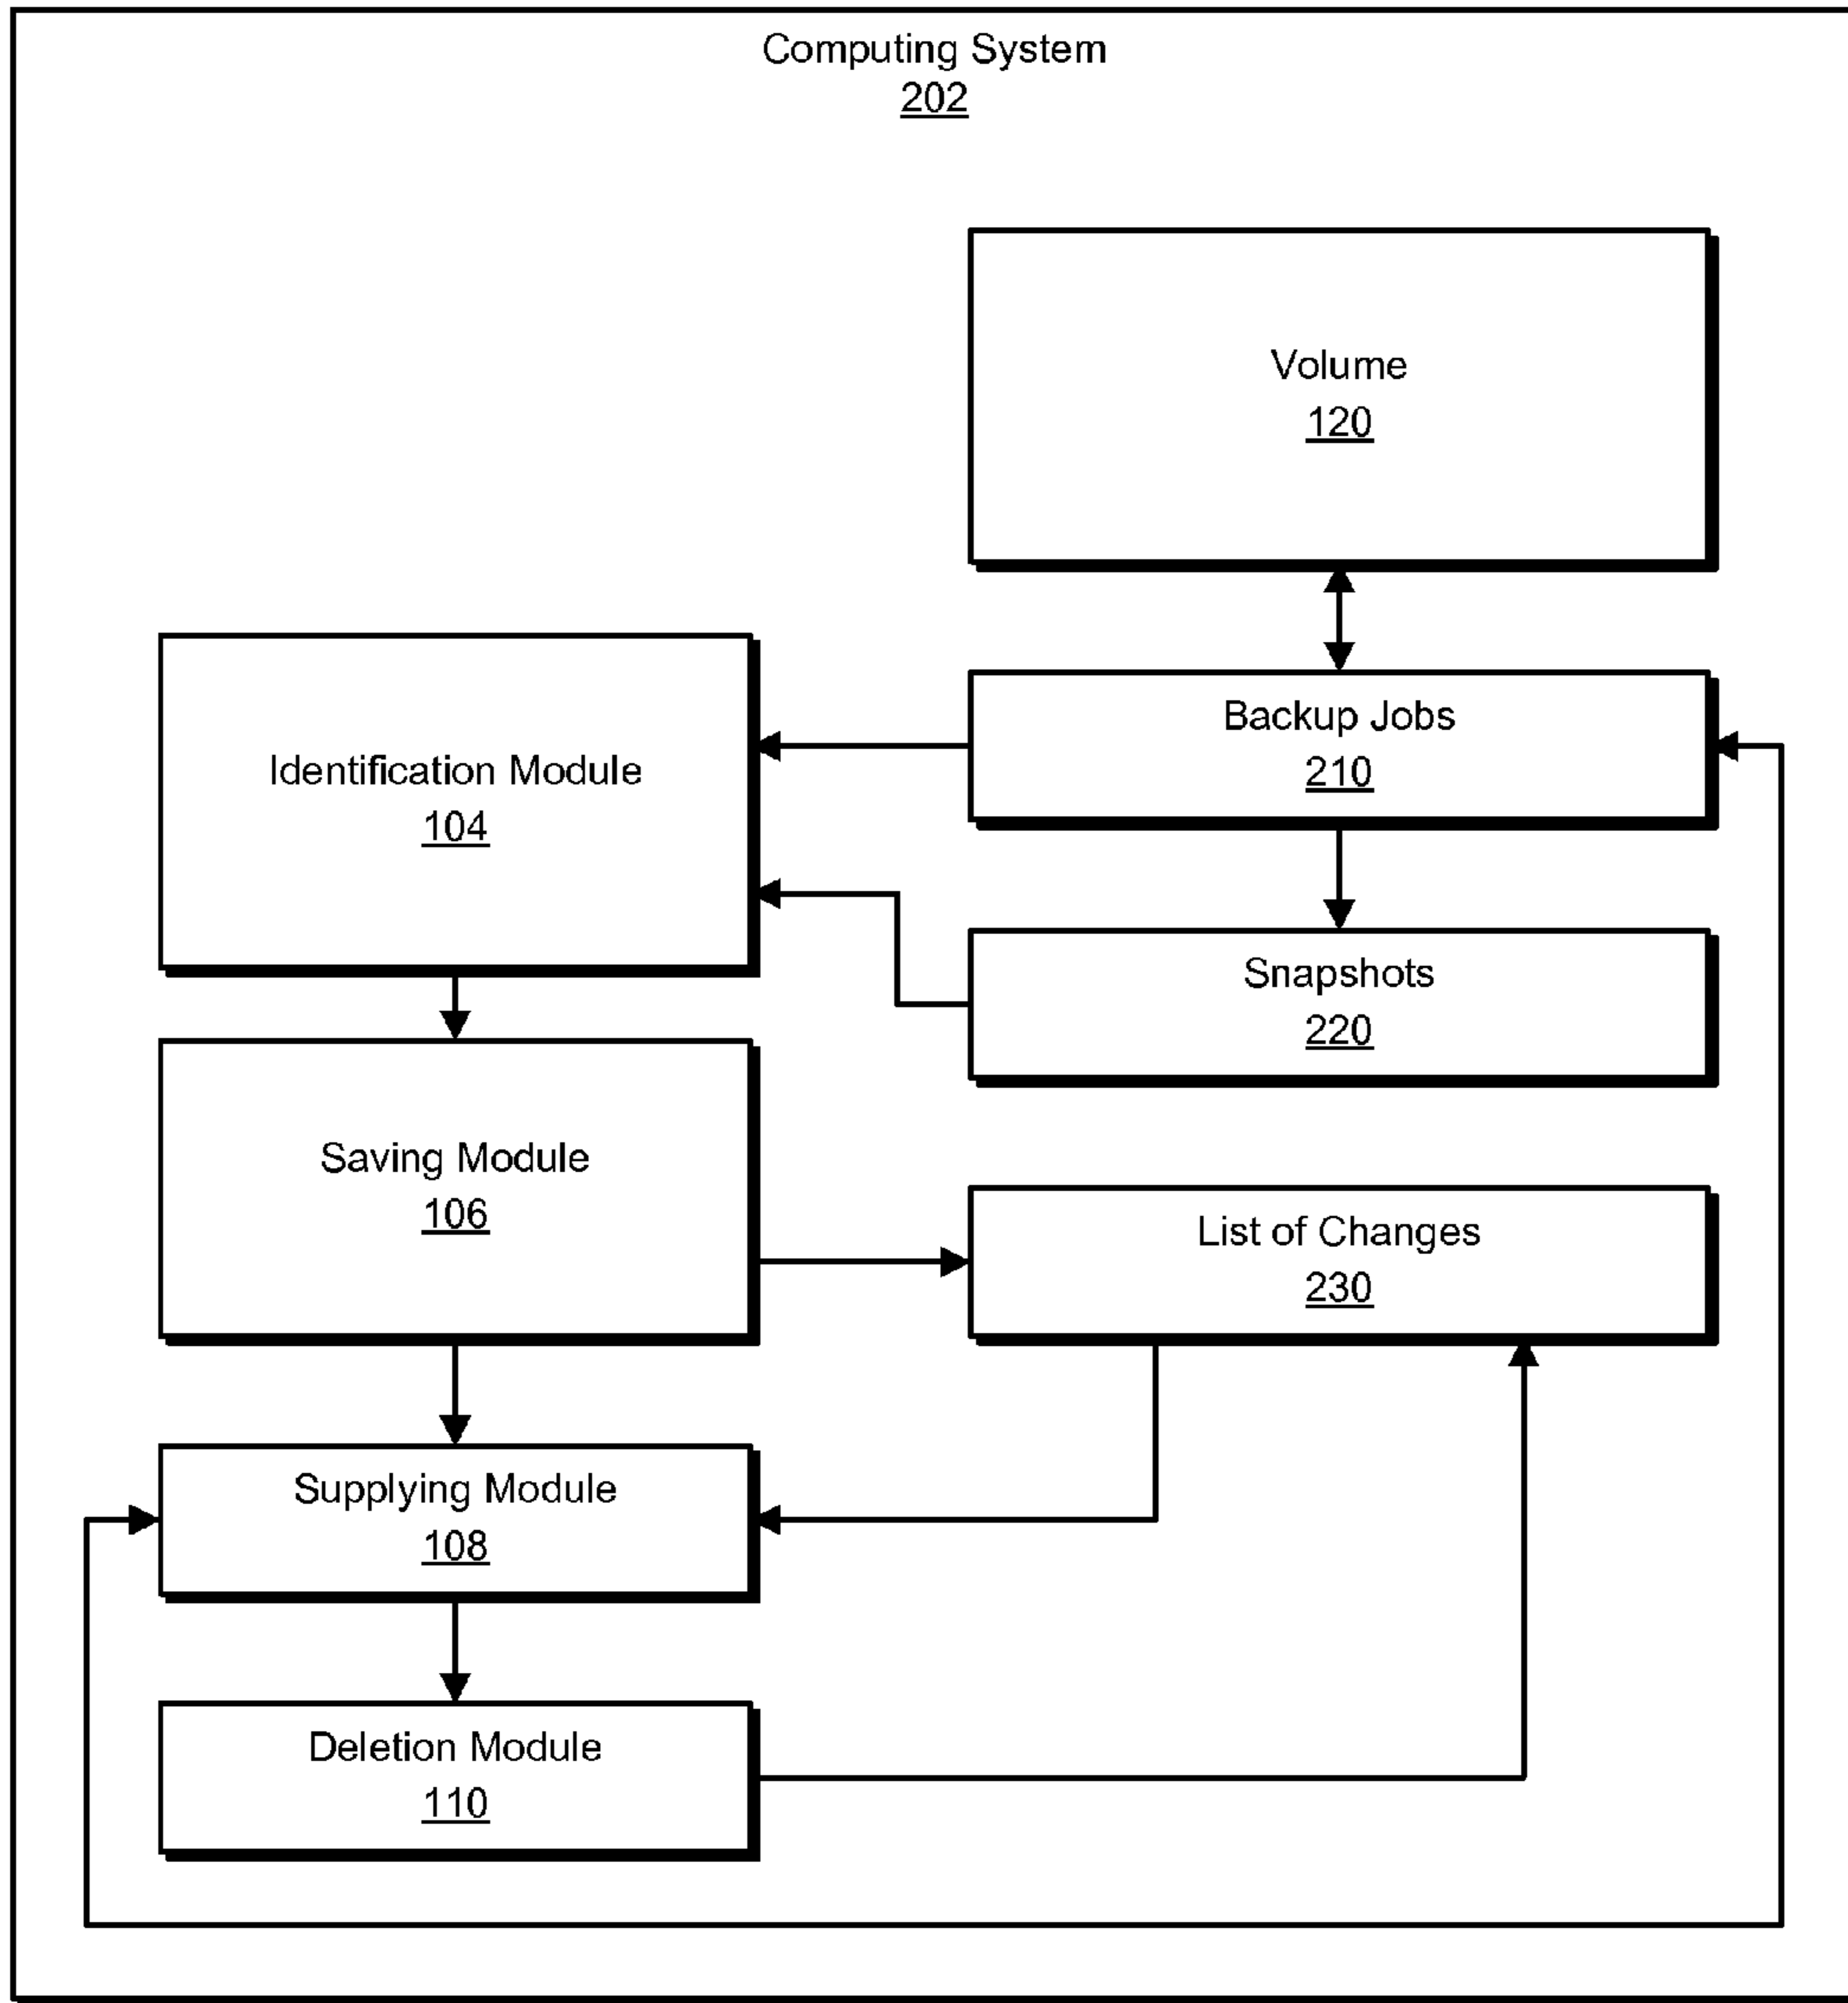 Computing System
202
Volume
120
Backup Jobs
210
Identification Module
104
Snapshots
220
Saving Module
106
List of Changes
230
Supplying Module
108
Deletion Module
110